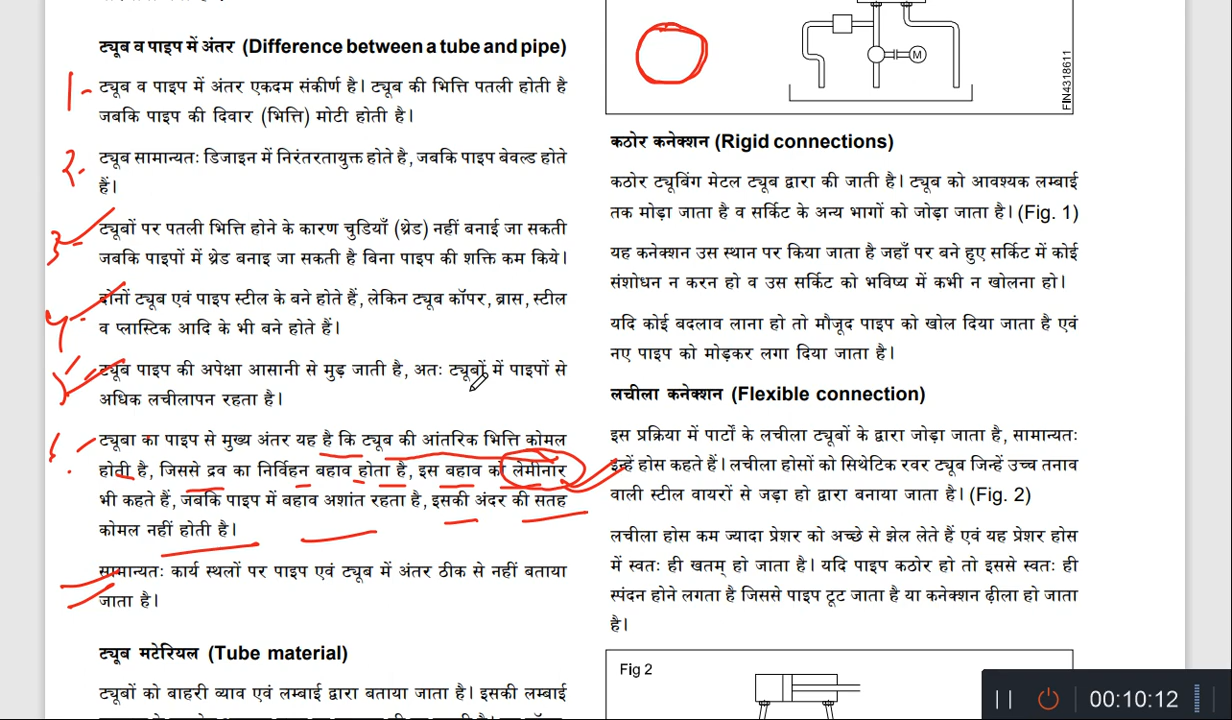 ट्यूब व पाइप में अंतर (Difference between a tube and pipe)
1- ट्यूब व पाइप में अंतर एकदम संकीर्ण है। ट्यूब की भित्ति पतली होती है
जबकि पाइप की दिवार (भित्ति) मोटी होती है।
2- ट्यूब सामान्यतः डिजाइन में निरंतरतायुक्त होते है, जबकि पाइप बेवल्ड होते
हैं।
3- ट्यूबों पर पतली भित्ति होने के कारण चुडियाँ (थ्रेड) नहीं बनाई जा सकती
जबकि पाइपों में थ्रेड बनाइ जा सकती है बिना पाइप की शक्ति कम किये।
4- दोनों ट्यूब एवं पाइप स्टील के बने होते हैं, लेकिन ट्यूब कॉपर, ब्रास, स्टील
व प्लास्टिक आदि के भी बने होते हैं।
5- ट्यूब पाइप की अपेक्षा आसानी से मुड़ जाती है, अतः ट्यूबों में पाइपों से
अधिक लचीलापन रहता है।
6- ट्यूबा का पाइप से मुख्य अंतर यह है कि ट्यूब की आंतरिक भित्ति कोमल
होती है, जिससे द्रव का निर्विहन बहाव होता है, इस बहाव को लेमीनार
भी कहते हैं, जबकि पाइप में बहाव अशांत रहता है, इसकी अंदर की सतह
कोमल नहीं होती है।
सामान्यतः कार्य स्थलों पर पाइप एवं ट्यूब में अंतर ठीक से नहीं बताया
जाता है।
ट्यूब मटेरियल (Tube material)
ट्यूबों को बाहरी व्याव एवं लम्बाई द्वारा बताया जाता है। इसकी लम्बाई
M
FIN4318611
कठोर कनेक्शन (Rigid connections)
कठोर ट्यूबिंग मेटल ट्यूब द्वारा की जाती है। ट्यूब को आवश्यक लम्बाई
तक मोड़ा जाता है व सर्किट के अन्य भागों को जोड़ा जाता है। (Fig. 1)
यह कनेक्शन उस स्थान पर किया जाता है जहाँ पर बने हुए सर्किट में कोई
संशोधन न करन हो व उस सर्किट को भविष्य में कभी न खोलना हो।
यदि कोई बदलाव लाना हो तो मौजूद पाइप को खोल दिया जाता है एवं
नए पाइप को मोड़कर लगा दिया जाता है।
लचीला कनेक्शन (Flexible connection)
इस प्रक्रिया में पार्टों के लचीला ट्यूबों के द्वारा जोड़ा जाता है, सामान्यतः
इन्हें होस कहते हैं। लचीला होसों को सिथेटिक रवर ट्यूब जिन्हें उच्च तनाव
वाली स्टील वायरों से जड़ा हो द्वारा बनाया जाता है। (Fig. 2)
लचीला होस कम ज्यादा प्रेशर को अच्छे से झेल लेते हैं एवं यह प्रेशर होस
में स्वतः ही खतम् हो जाता है। यदि पाइप कठोर हो तो इससे स्वतः ही
स्पंदन होने लगता है जिससे पाइप टूट जाता है या कनेक्शन ढ़ीला हो जाता
है।
Fig 2
00:10:12